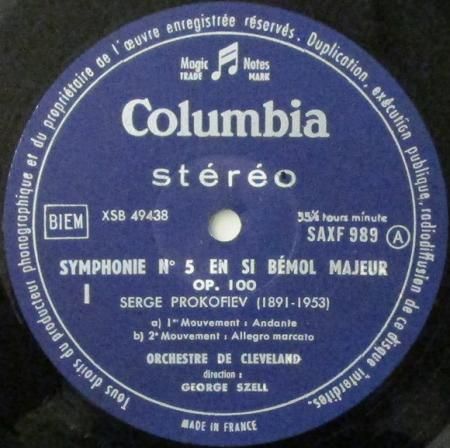 Tous droits du producteur phonographique et du propriétaire de l'œuvre enregistrée réservés. Duplication, exécution publique, radiodiffusion de ce disque interdites.
Magic Notes
TRADE MARK
Columbia
stéréo
BIEM
XSB 49438
tours minute
SAXF 989 A
SYMPHONIE N° 5 EN SI BÉMOL MAJEUR
OP. 100
I
SERGE PROKOFIEV (1891-1953)
a) 1er Mouvement : Andante
b) 2e Mouvement : Allegro marcato
ORCHESTRE DE CLEVELAND
direction :
GEORGE SZELL
MADE IN FRANCE